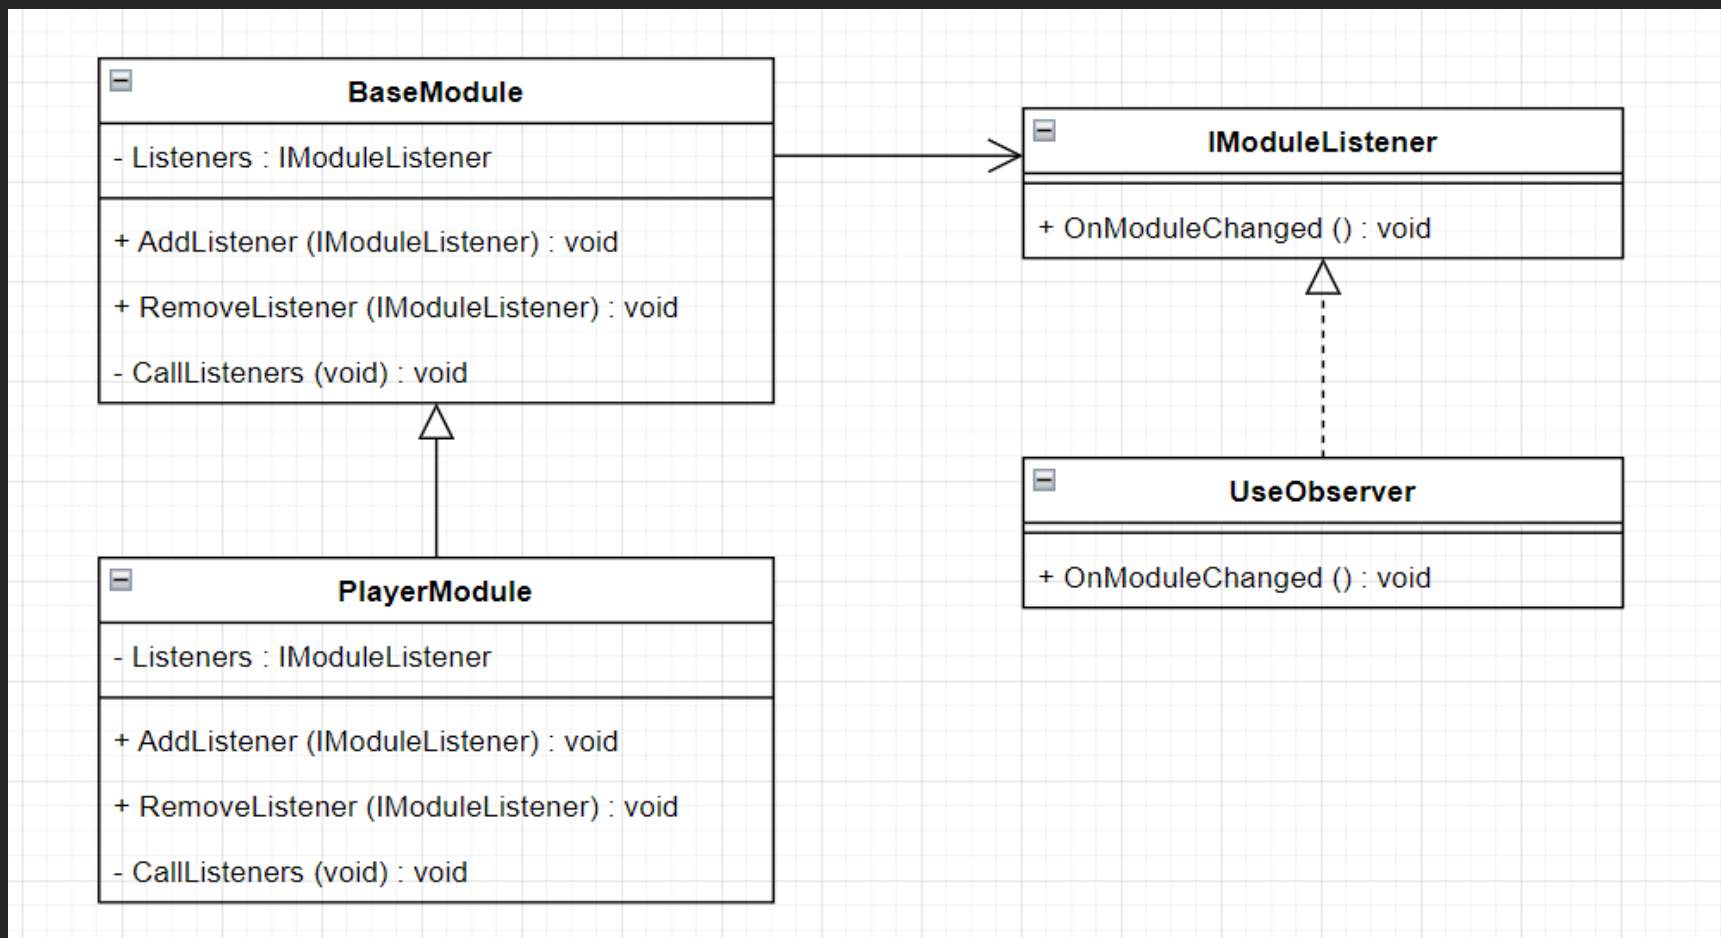 BaseModule
- Listeners : IModuleListener
+ AddListener (IModuleListener) : void
+ RemoveListener (IModuleListener) : void
- CallListeners (void) : void
IModuleListener
+ OnModuleChanged () : void
PlayerModule
- Listeners : IModuleListener
+ AddListener (IModuleListener) : void
+ RemoveListener (IModuleListener) : void
- CallListeners (void) : void
UseObserver
+ OnModuleChanged () : void